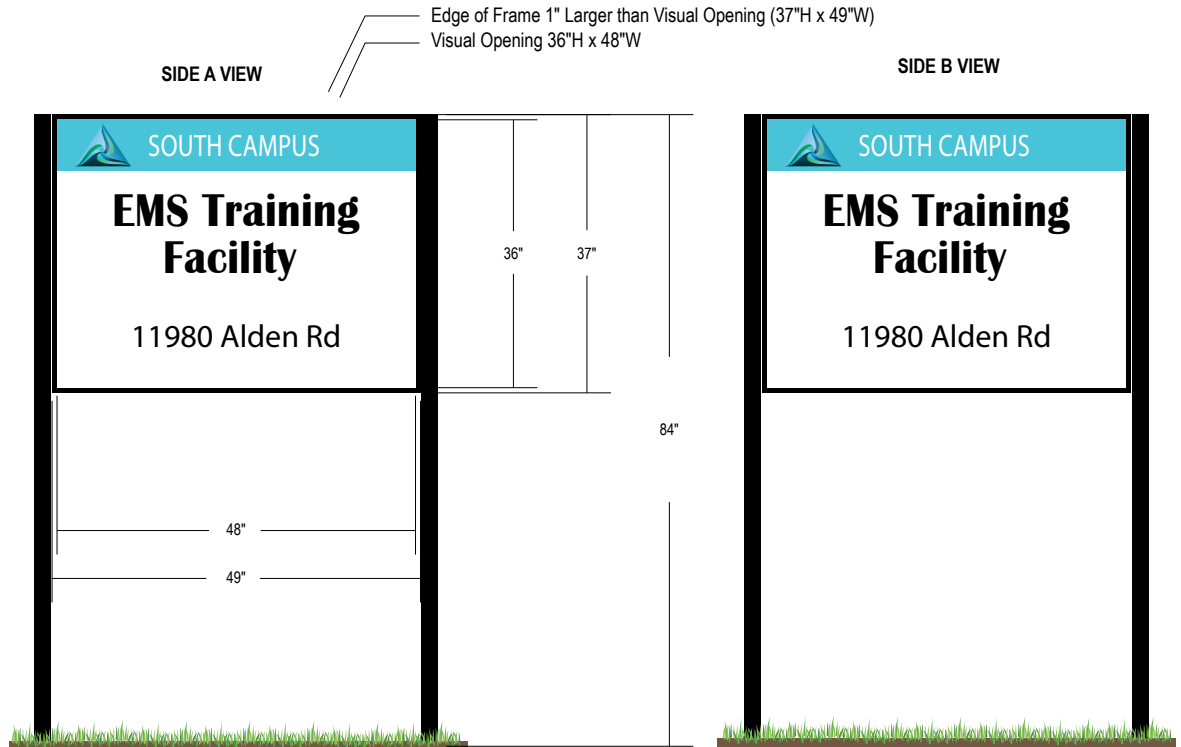 Edge of Frame 1" Larger than Visual Opening (37"H x 49"W)
Visual Opening 36"H x 48"W
SIDE A VIEW
SIDE B VIEW
SOUTH CAMPUS
EMS Training
Facility
11980 Alden Rd
36"
37"
84"
48"
49"
SOUTH CAMPUS
EMS Training
Facility
11980 Alden Rd